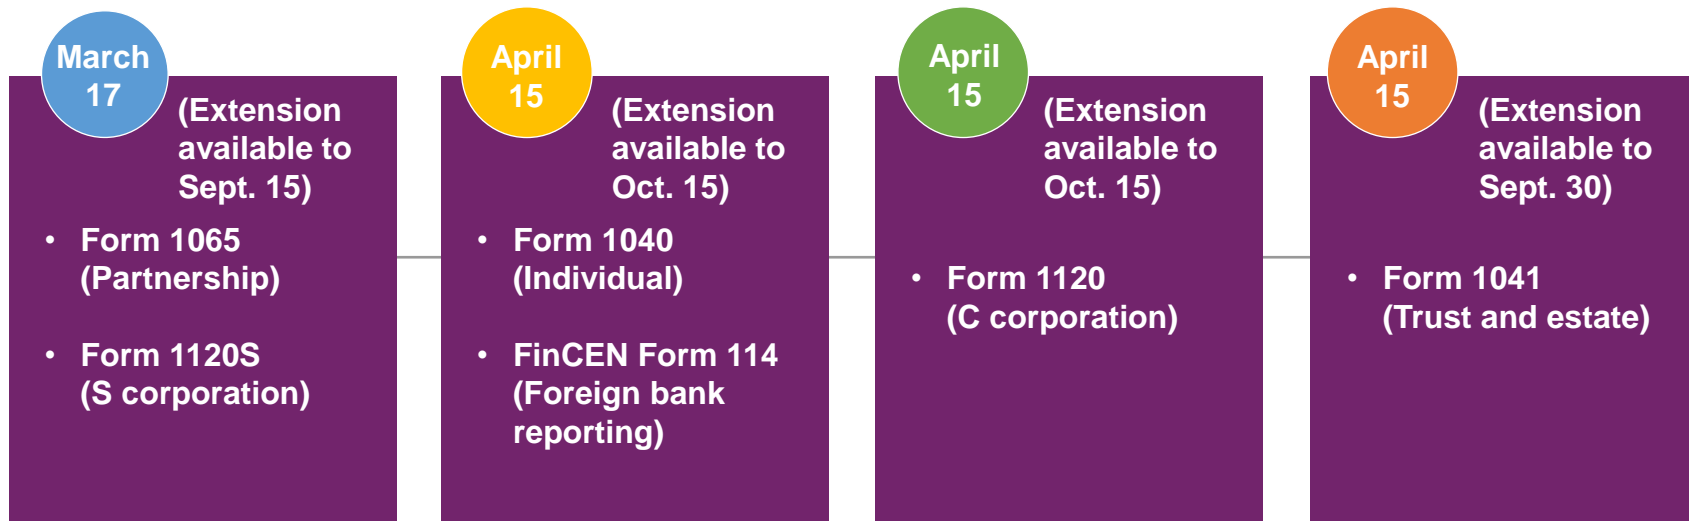 March
17
(Extension
available to
Sept. 15)
• Form 1065
(Partnership)
• Form 1120S
(S corporation)
April
15
(Extension
available to
Oct. 15)
• Form 1040
(Individual)
• FinCEN Form 114
(Foreign bank
reporting)
April
15
(Extension
available to
Oct. 15)
• Form 1120
(C corporation)
April
15
(Extension
available to
Sept. 30)
• Form 1041
(Trust and estate)